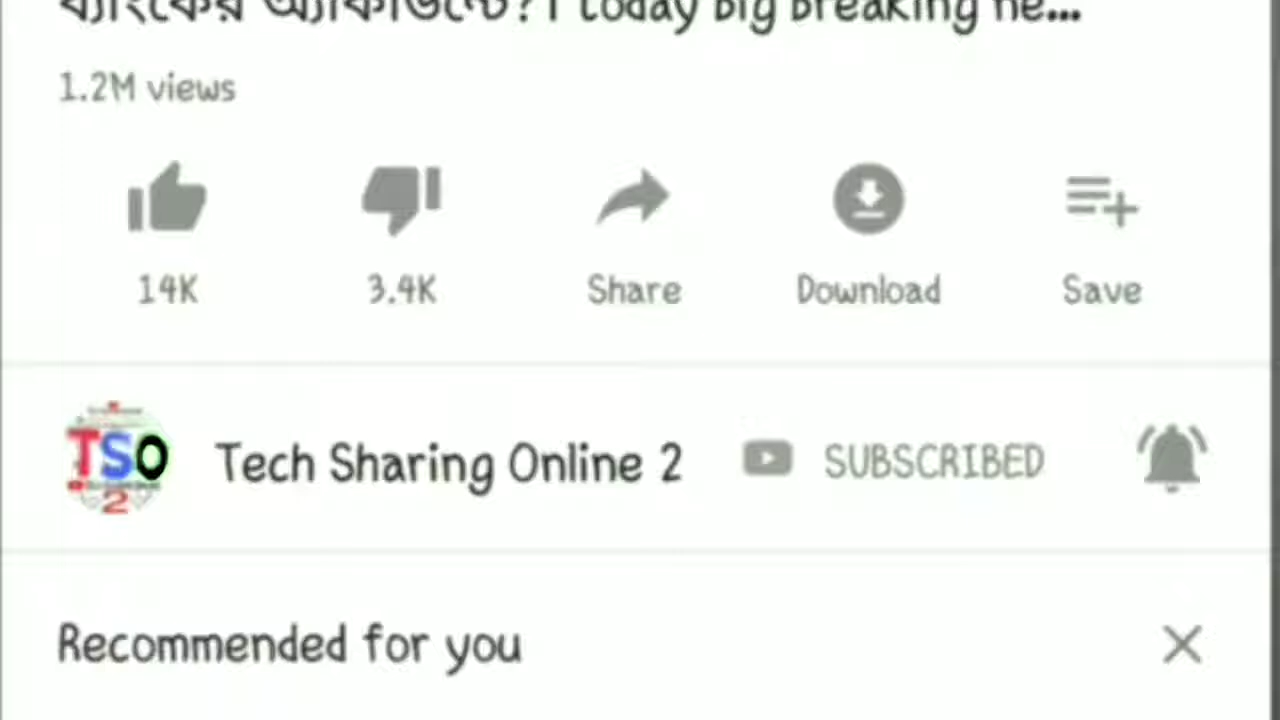 ব্যাংকের অ্যাকাউন্টে?। today big breaking ne...
1.2M views
14K
3.4K
Share
Download
Save
TSO
2
Tech Sharing Online 2
SUBSCRIBED
Recommended for you